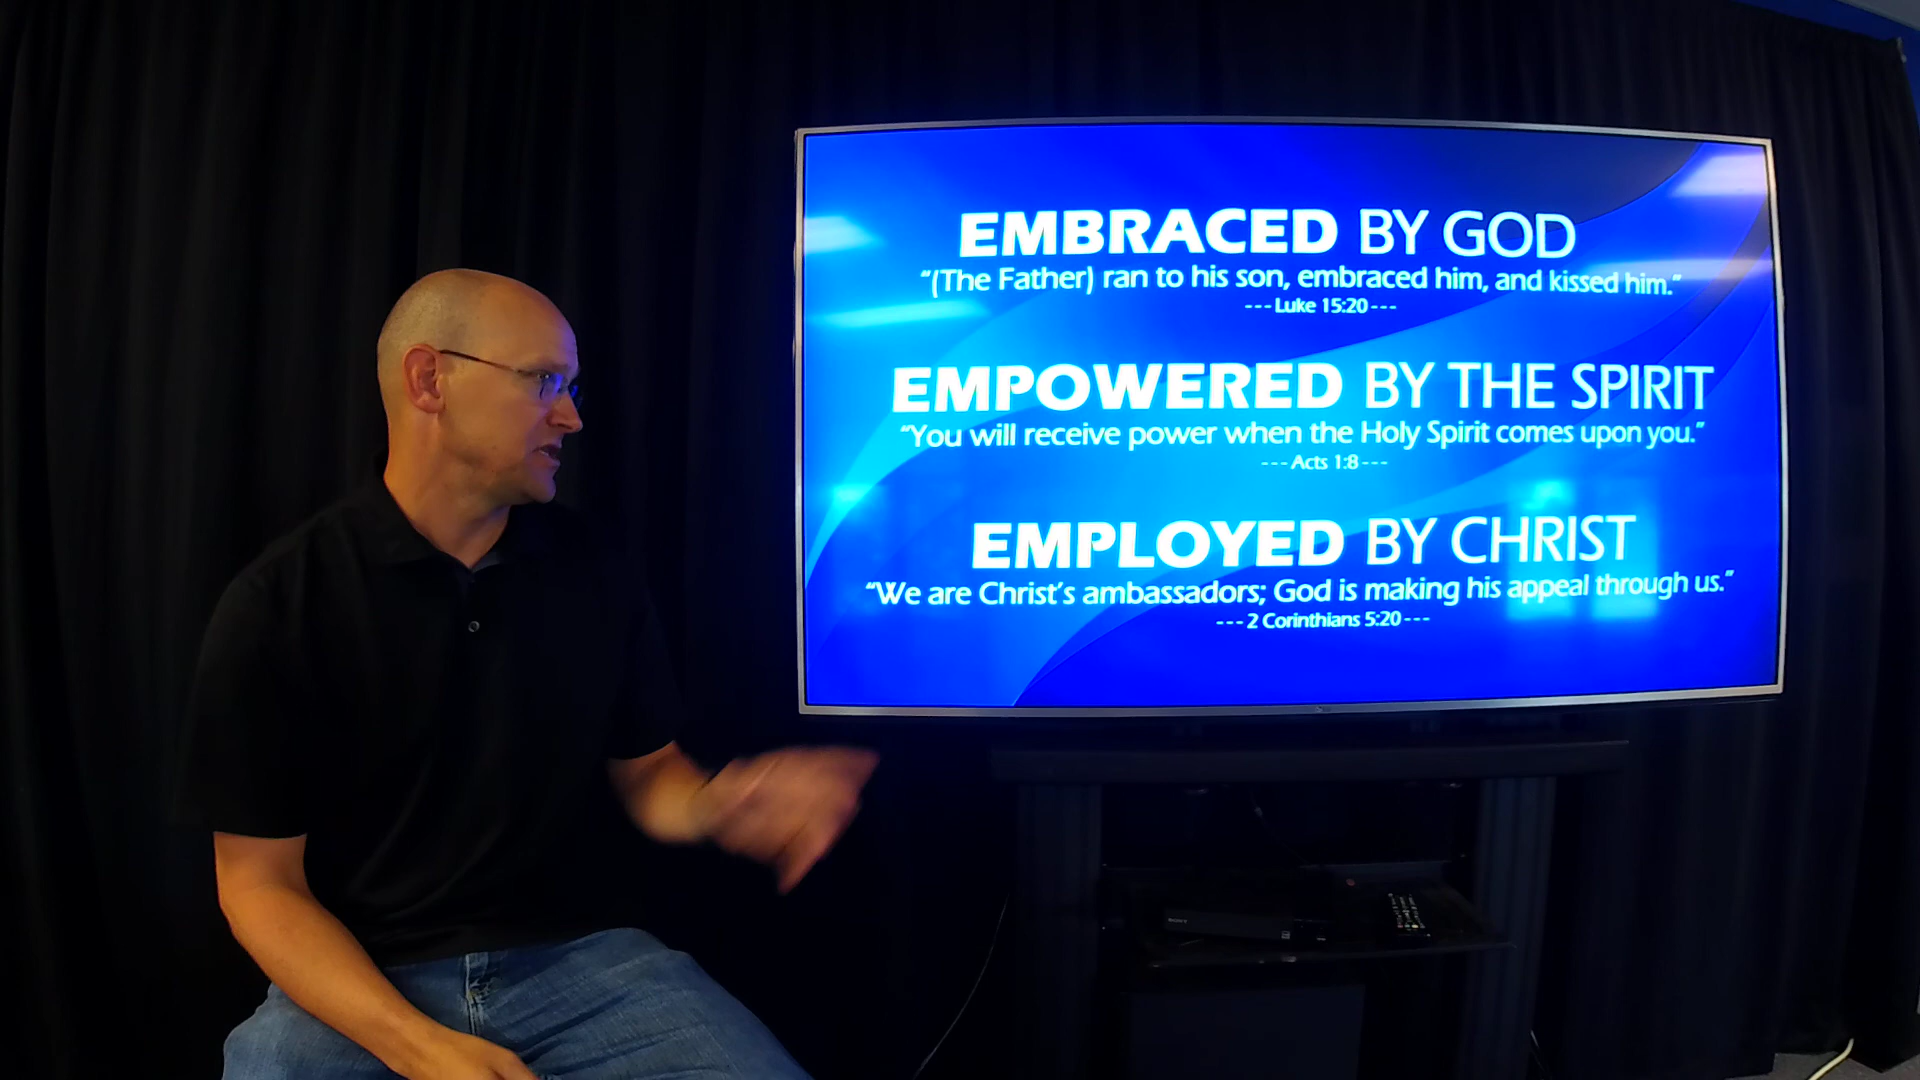 EMBRACED BY GOD
“(The Father) ran to his son, embraced him, and kissed him.”
---Luke 15:20---
EMPOWERED BY THE SPIRIT
“You will receive power when the Holy Spirit comes upon you.”
---Acts 1:8---
EMPLOYED BY CHRIST
“We are Christ’s ambassadors; God is making his appeal through us.”
---2 Corinthians 5:20---
SONY